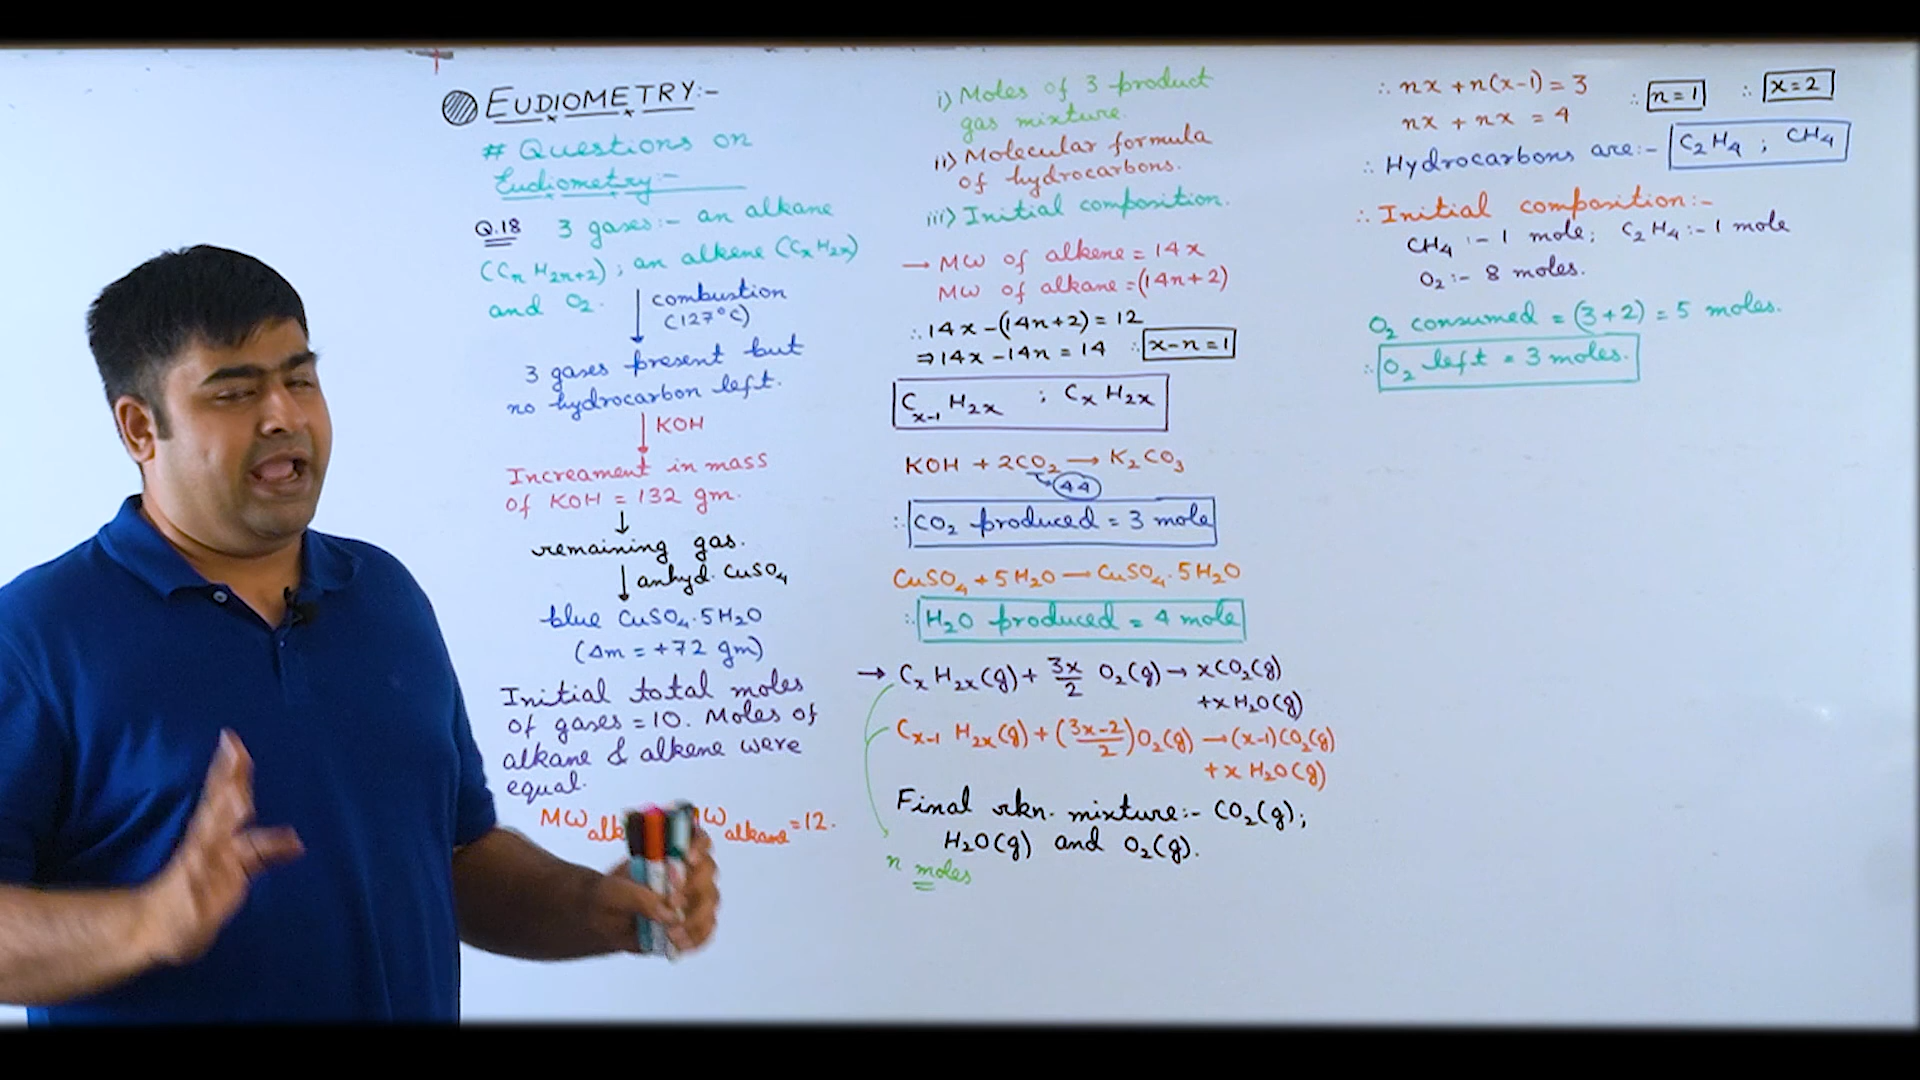 EUDIOMETRY:-
# Questions on
Eudiometry:-
Q.18 3 gases:- an alkane
(CnH2n+2); an alkene (CxH2x)
and O2.
combustion
(127°C)
3 gases present but
no hydrocarbon left.
KOH
Increament in mass
of KOH = 132 gm.
remaining gas.
anhyd. CuSO4
blue CuSO4.5H2O
(Δm = +72 gm)
Initial total moles
of gases = 10. Moles of
alkane & alkene were
equal.
MW alkane = 12.
i) Moles of 3 product
gas mixture.
ii) Molecular formula
of hydrocarbons.
iii) Initial composition.
→ MW of alkene = 14x
MW of alkane = (14n+2)
∴ 14x-(14n+2) = 12
⇒ 14x-14n = 14 ∴ x-n=1
Cx-1 H2x ; Cx H2x
KOH + 2CO2 → K2CO3
44
∴ CO2 produced = 3 mole
CuSO4 + 5H2O → CuSO4.5H2O
∴ H2O produced = 4 mole
→ CxH2x(g) + 3x/2 O2(g) → xCO2(g)
+xH2O(g)
Cx-1 H2x(g) + (3x-2/2)O2(g) → (x-1)CO2(g)
+xH2O(g)
Final rkn. mixture:- CO2(g);
H2O(g) and O2(g).
n moles
∴ nx + n(x-1) = 3 ∴ n=1 ∴ x=2
nx + nx = 4
∴ Hydrocarbons are:- C2H4 ; CH4
∴ Initial composition:-
CH4 :- 1 mole; C2H4:- 1 mole
O2:- 8 moles.
O2 consumed = (3+2) = 5 moles.
∴ O2 left = 3 moles.